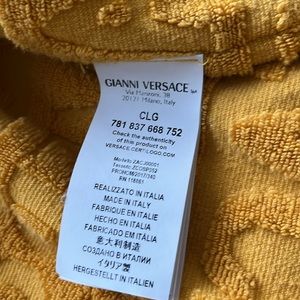 GIANNI VERSACE
Via Manzoni, 38
20121 Milano, Italy
CLG
781 837 668 752
Check the authenticity
of this product on
VERSACE.CERTILOGO.COM
REALIZZATO IN ITALIA
MADE IN ITALY
FABRIQUÉ EN ITALIE
HECHO EN ITALIA
FABRICADO EM ITÁLIA
意大利制造
СДЕЛАНО В ИТАЛИИ
イタリア製
HERGESTELLT IN ITALIEN